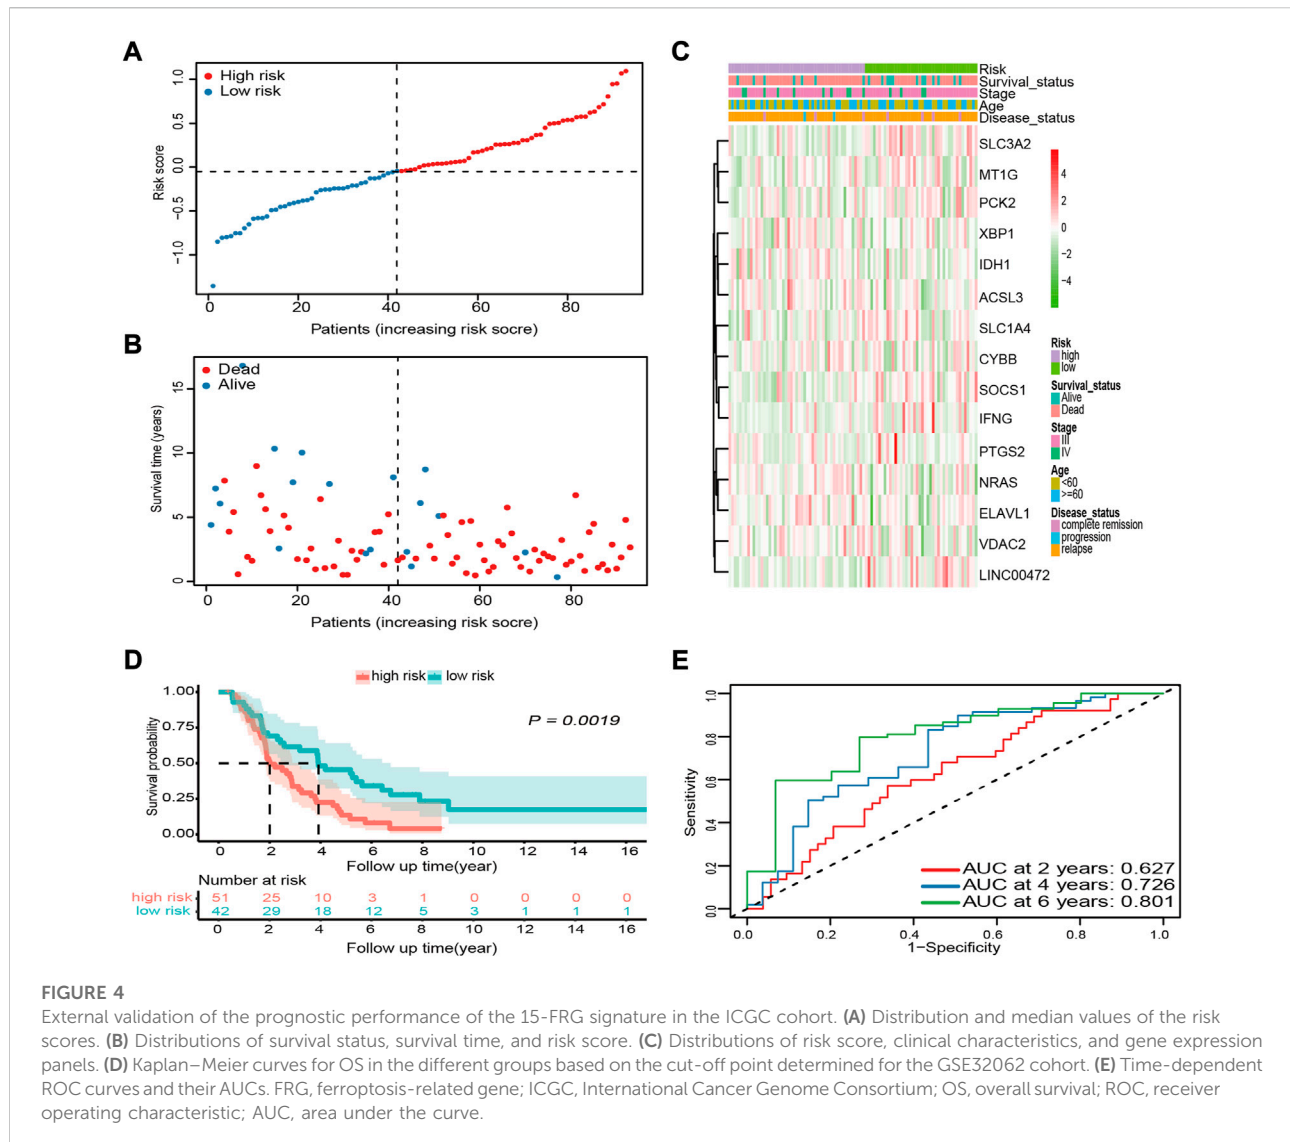 A
High risk
Low risk
Risk score
1.0
0.5
0.0
−0.5
−1.0
0
20
40
60
80
Patients (increasing risk socre)
B
Dead
Alive
Survival time (years)
15
10
5
0
0
20
40
60
80
Patients (increasing risk socre)
C
Risk
Survival_status
Stage
Age
Disease_status
SLC3A2
MT1G
PCK2
XBP1
IDH1
ACSL3
SLC1A4
CYBB
SOCS1
IFNG
PTGS2
NRAS
ELAVL1
VDAC2
LINC00472
4
2
0
−2
−4
Risk
high
low
Survival_status
Alive
Dead
Stage
III
IV
Age
<60
>=60
Disease_status
complete remission
progression
relapse
D
high risk low risk
Survival probability
1.00
0.75
0.50
0.25
0.00
P = 0.0019
0 2 4 6 8 10 12 14 16
Follow up time(year)
Number at risk
high risk 51 25 10 3 1 0 0 0 0
low risk 42 29 18 12 5 3 1 1 1
0 2 4 6 8 10 12 14 16
Follow up time(year)
E
Sensitivity
1.0
0.8
0.6
0.4
0.2
0.0
AUC at 2 years: 0.627
AUC at 4 years: 0.726
AUC at 6 years: 0.801
0.0 0.2 0.4 0.6 0.8 1.0
1-Specificity
FIGURE 4
External validation of the prognostic performance of the 15-FRG signature in the ICGC cohort. (A) Distribution and median values of the risk
scores. (B) Distributions of survival status, survival time, and risk score. (C) Distributions of risk score, clinical characteristics, and gene expression
panels. (D) Kaplan–Meier curves for OS in the different groups based on the cut-off point determined for the GSE32062 cohort. (E) Time-dependent
ROC curves and their AUCs. FRG, ferroptosis-related gene; ICGC, International Cancer Genome Consortium; OS, overall survival; ROC, receiver
operating characteristic; AUC, area under the curve.